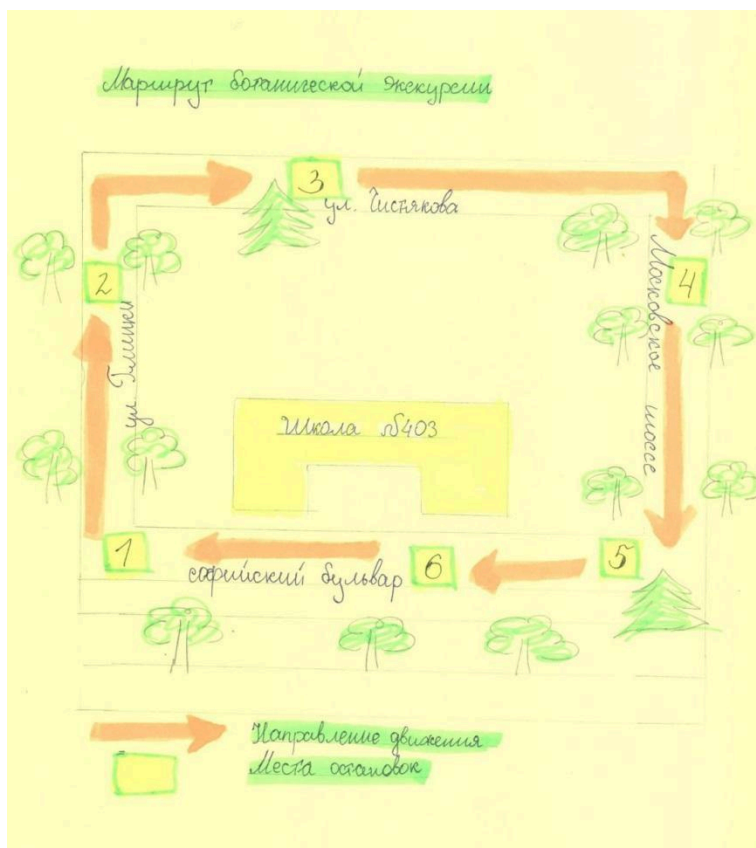 Маршрут ботанической экскурсии
3
ул. Чистякова
2
4
ул. Глинки
Московское шоссе
Школа №403
1
6
5
софийский бульвар
Направление движения
Места остановок